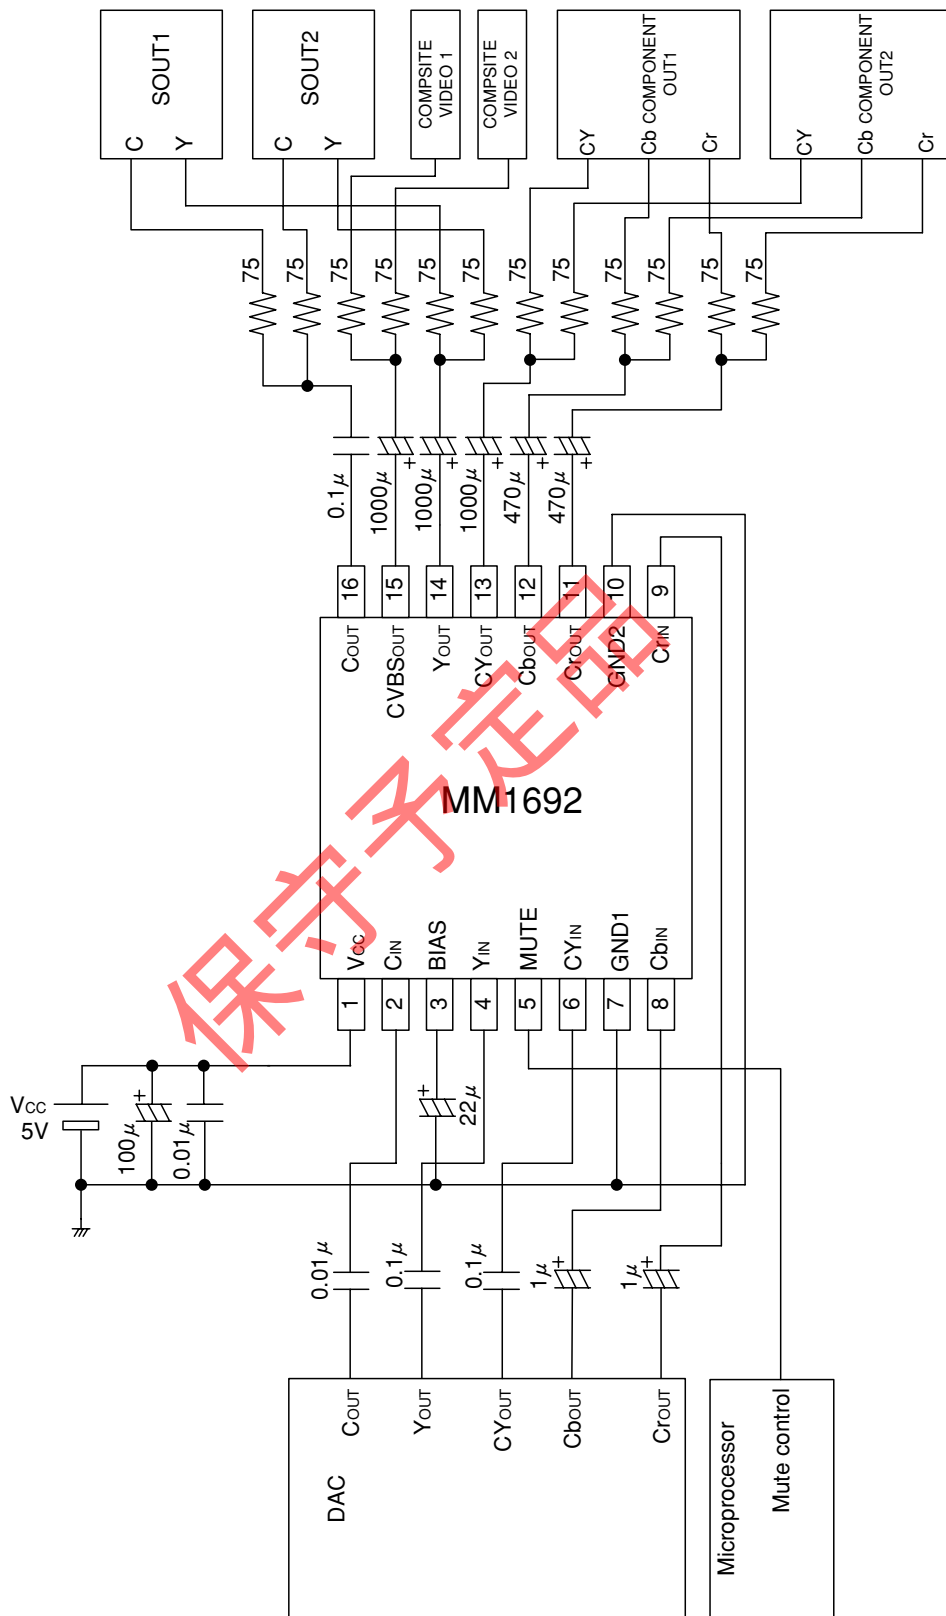 SOUT1
C
Y
SOUT2
C
Y
COMPSITE
VIDEO 1
COMPSITE
VIDEO 2
COMPONENT
OUT1
CY
Cb
Cr
COMPONENT
OUT2
CY
Cb
Cr
75
75
75
75
75
75
75
75
75
75
75
75
0.1μ
1000μ
+
1000μ
+
1000μ
+
470μ
+
470μ
+
16
15
14
13
12
11
10
9
COUT
CVBSOUT
YOUT
CYOUT
CbOUT
CrOUT
GND2
CrIN
MM1692
保守予定品
VCC
CIN
BIAS
YIN
MUTE
CYIN
GND1
CbIN
1
2
3
4
5
6
7
8
VCC
5V
100μ
+
0.01μ
+
22μ
0.01μ
0.1μ
0.1μ
1μ
+
1μ
+
COUT
YOUT
CYOUT
CbOUT
CrOUT
DAC
Microprocessor
Mute control